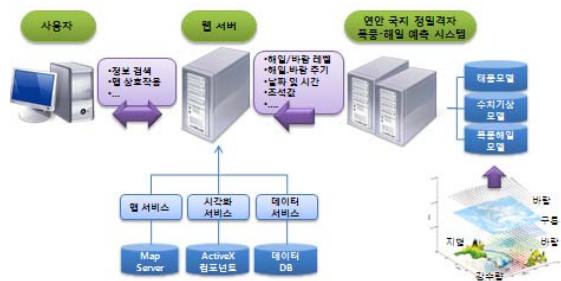 사용자
웹 서버
연안 국지 정밀격자
폭풍-해일 예측 시스템
•정보 검색
•맵 상호작용
•...
•해일/바람 레벨
•해일,바람 주기
•날짜 및 시간
•조석값
•....
태풍모델
수치기상
모델
폭풍해일
모델
맵 서비스
시각화
서비스
데이터
서비스
Map
Server
ActiveX
컴포넌트
데이터
DB
바람
구름
지형
바람
강수량